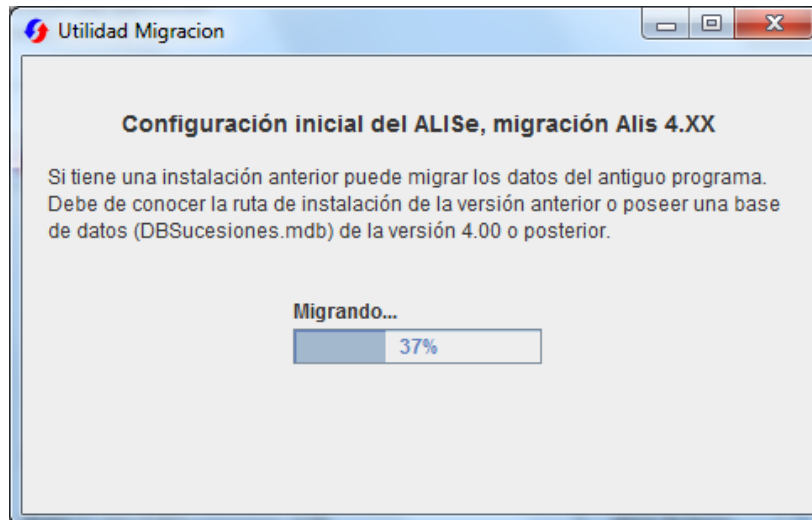 Utilidad Migracion
Configuración inicial del ALISe, migración Alis 4.XX
Si tiene una instalación anterior puede migrar los datos del antiguo programa.
Debe de conocer la ruta de instalación de la versión anterior o poseer una base
de datos (DBSucesiones.mdb) de la versión 4.00 o posterior.
Migrando...
37%